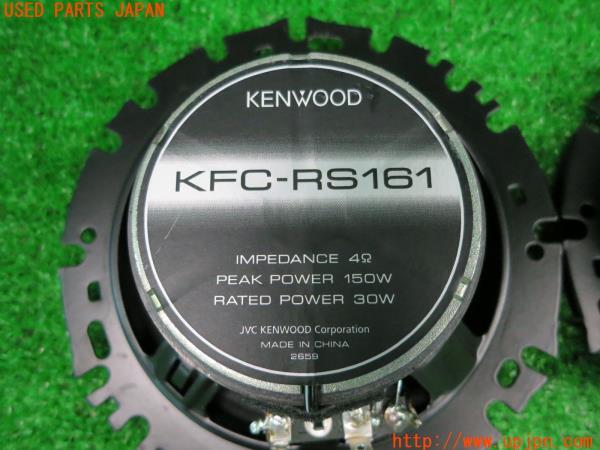 USED PARTS JAPAN
KENWOOD
KFC-RS161
IMPEDANCE 4Ω
PEAK POWER 150W
RATED POWER 30W
JVC KENWOOD Corporation
MADE IN CHINA
2659
http://www.upjpn.com/